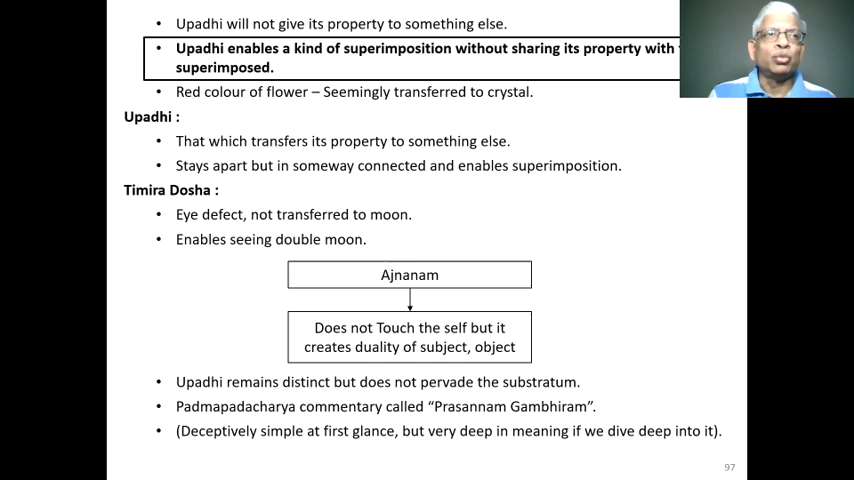 • Upadhi will not give its property to something else.
• Upadhi enables a kind of superimposition without sharing its property with
superimposed.
• Red colour of flower – Seemingly transferred to crystal.
Upadhi :
• That which transfers its property to something else.
• Stays apart but in someway connected and enables superimposition.
Timira Dosha :
• Eye defect, not transferred to moon.
• Enables seeing double moon.
Ajnanam
Does not Touch the self but it
creates duality of subject, object
• Upadhi remains distinct but does not pervade the substratum.
• Padmapadacharya commentary called “Prasannam Gambhiram”.
• (Deceptively simple at first glance, but very deep in meaning if we dive deep into it).
97